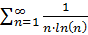 ∑_{n=1}^{∞} 1/(n·ln(n))